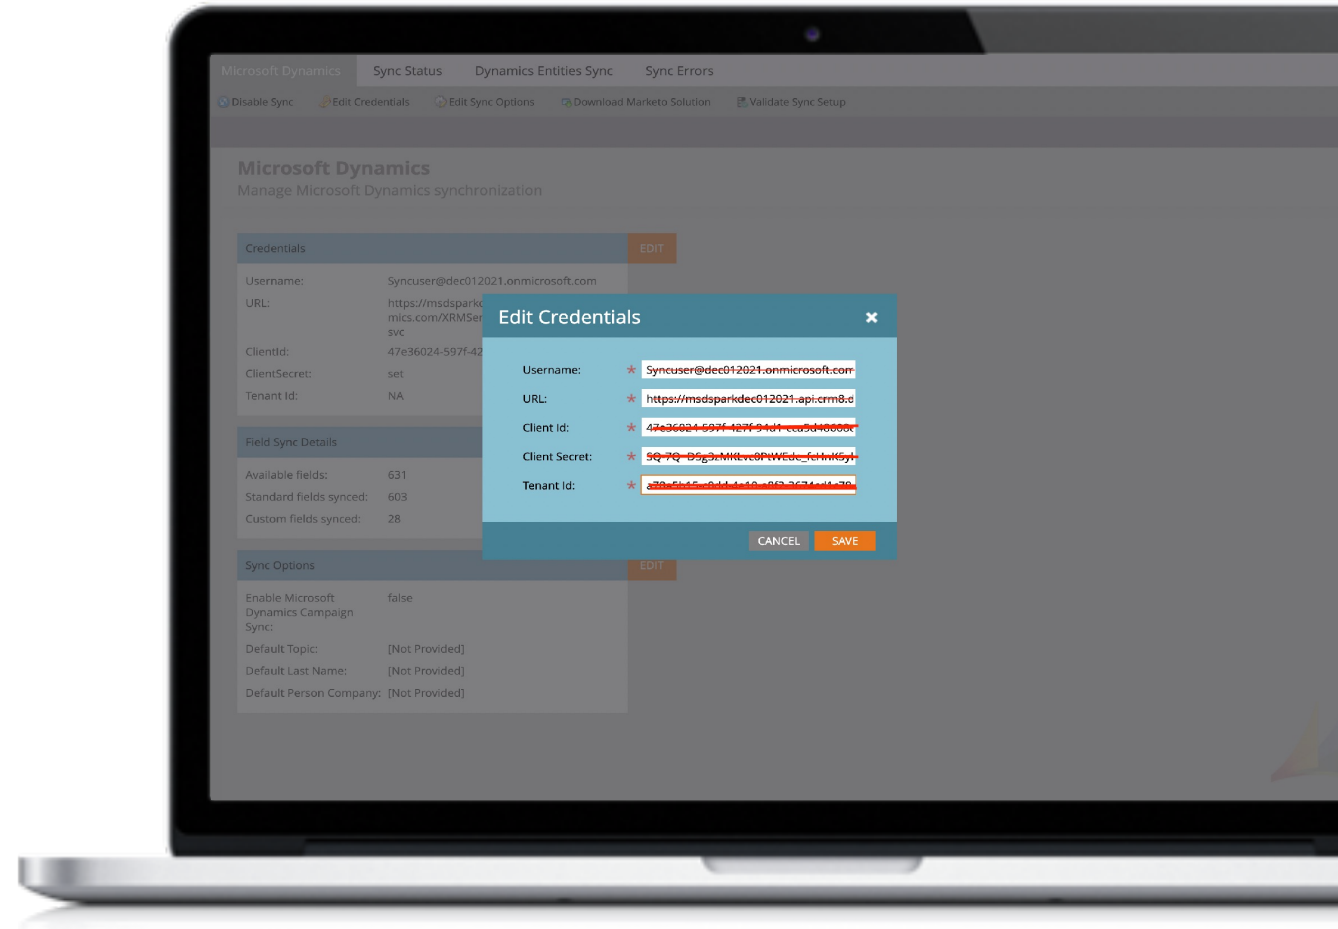 Microsoft Dynamics Sync Status Dynamics Entities Sync Sync Errors
Disable Sync Edit Credentials Edit Sync Options Download Marketo Solution Validate Sync Setup
Microsoft Dynamics
Manage Microsoft Dynamics synchronization
Credentials EDIT
Username: Syncuser@dec012021.onmicrosoft.com
URL: https://msdsparkd
mics.com/XRMSer
svc
ClientId: 47e36024-597f-42
ClientSecret: set
Tenant Id: NA
Field Sync Details
Available fields: 631
Standard fields synced: 603
Custom fields synced: 28
Sync Options EDIT
Enable Microsoft false
Dynamics Campaign
Sync:
Default Topic: [Not Provided]
Default Last Name: [Not Provided]
Default Person Company: [Not Provided]
Edit Credentials
Username: * Syncuser@dec012021.onmicrosoft.com
URL: * https://msdsparkdec012021.api.crm8.d
Client Id: *
Client Secret: *
Tenant Id: *
CANCEL SAVE